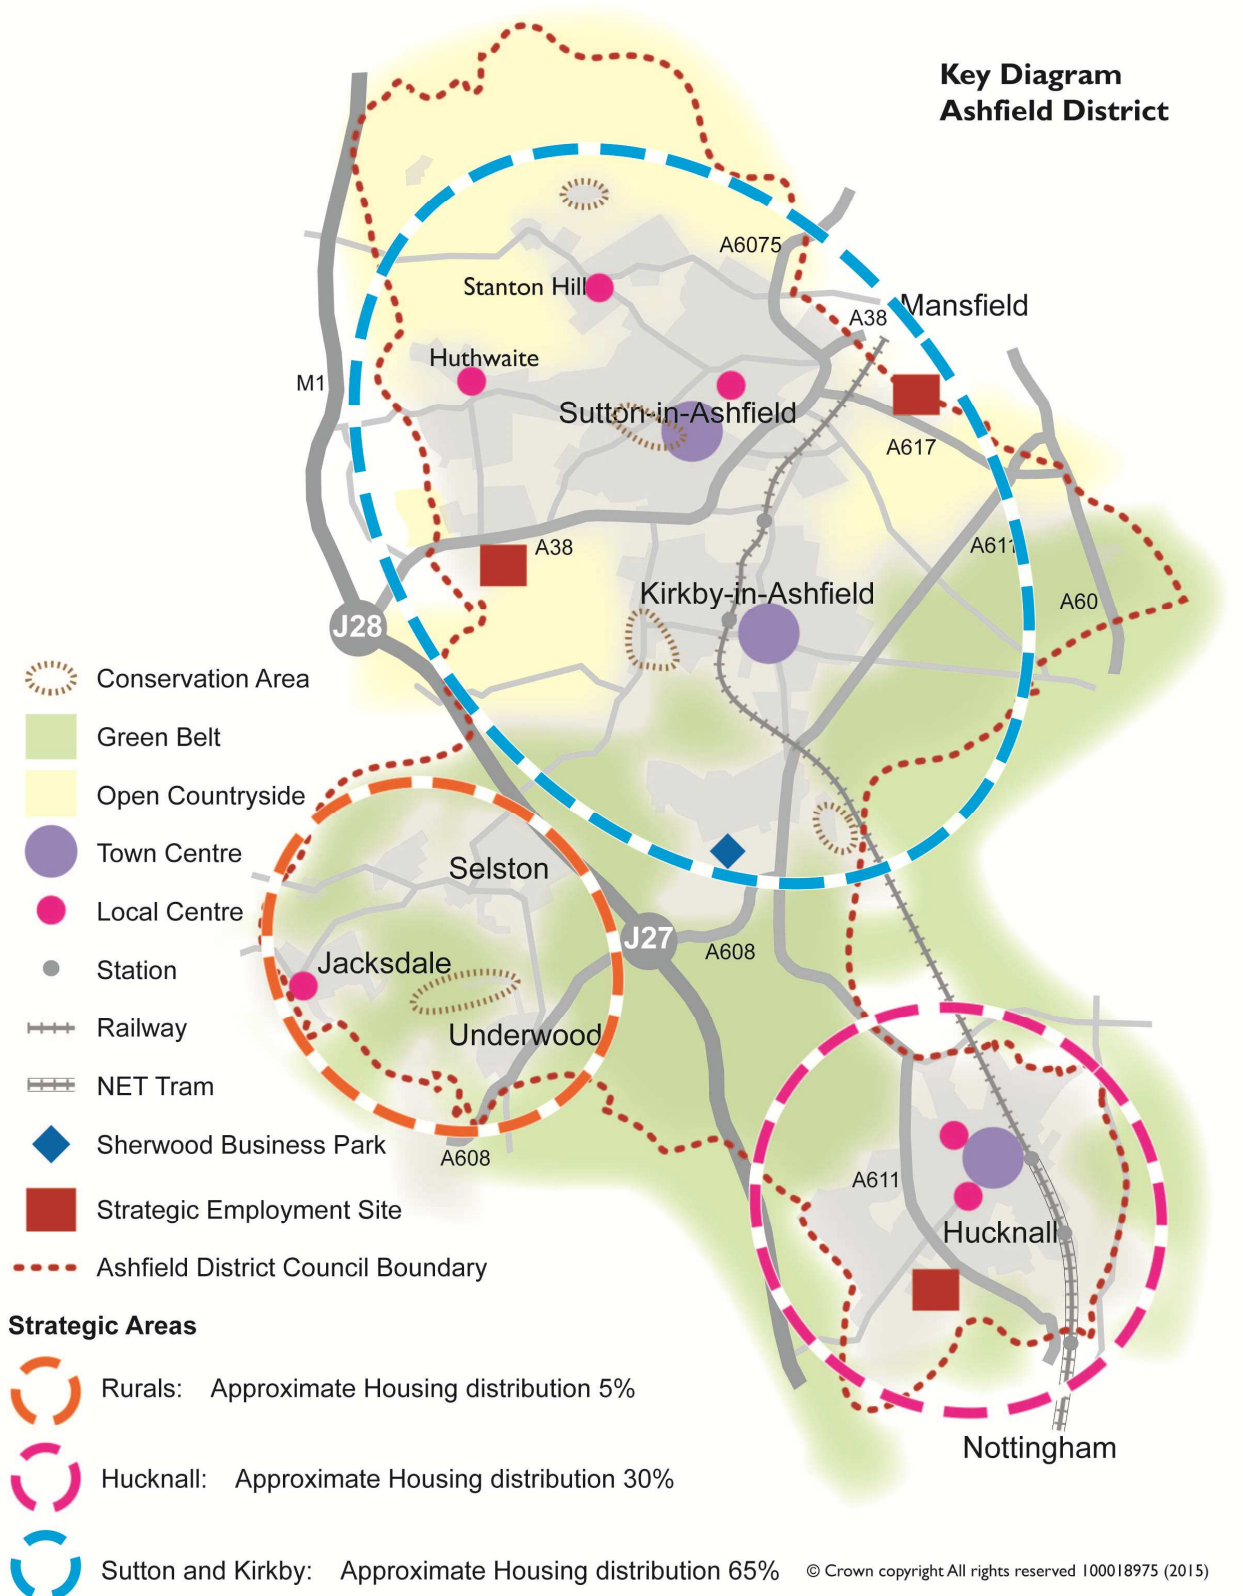 Key Diagram
Ashfield District
A6075
Stanton Hill
Mansfield
A38
Huthwaite
M1
Sutton-in-Ashfield
A617
A38
A611
Kirkby-in-Ashfield
A60
J28
Conservation Area
Green Belt
Open Countryside
Town Centre
Selston
Local Centre
J27
A608
Jacksdale
Station
Underwood
Railway
NET Tram
Sherwood Business Park
A608
A611
Strategic Employment Site
Hucknall
Ashfield District Council Boundary
Strategic Areas
Rurals: Approximate Housing distribution 5%
Nottingham
Hucknall: Approximate Housing distribution 30%
Sutton and Kirkby: Approximate Housing distribution 65%
© Crown copyright All rights reserved 100018975 (2015)